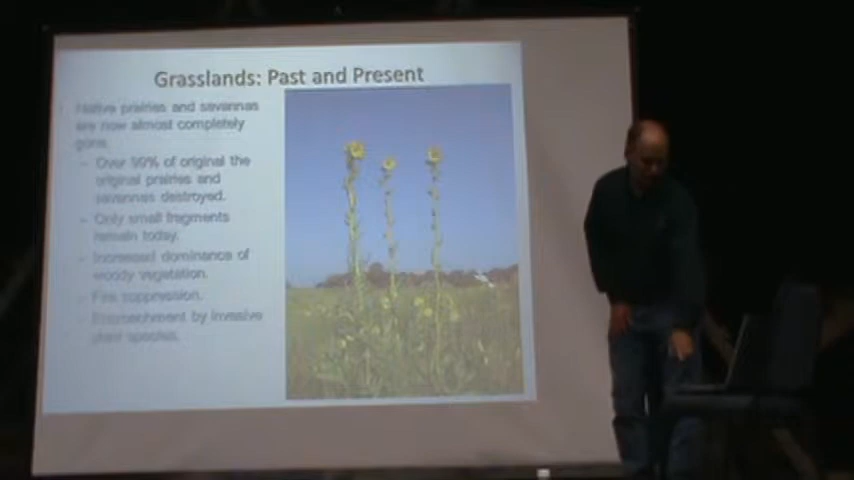 Grasslands: Past and Present
Native prairies and savannas
are now almost completely
gone.
– Over 99% of original the
original prairies and
savannas destroyed.
– Only small fragments
remain today.
– Increased dominance of
woody vegetation.
– Fire suppression.
– Encroachment by invasive
plant species.